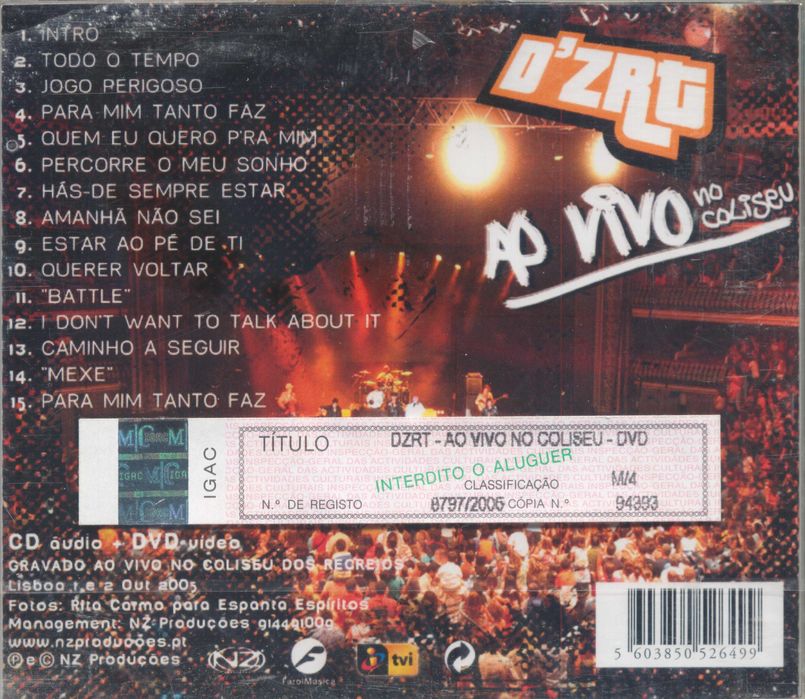 1. INTRO
2. TODO O TEMPO
3. JOGO PERIGOSO
4. PARA MIM TANTO FAZ
5. QUEM EU QUERO P'RA MIM
6. PERCORRE O MEU SONHO
7. HÁS-DE SEMPRE ESTAR
8. AMANHÃ NÃO SEI
9. ESTAR AO PÉ DE TI
10. QUERER VOLTAR
11. "BATTLE"
12. I DON'T WANT TO TALK ABOUT IT
13. CAMINHO A SEGUIR
14. "MEXE"
15. PARA MIM TANTO FAZ
D'ZRT
AO VIVO no COLISEU
IGAC
TÍTULO DZRT - AO VIVO NO COLISEU - DVD
INTERDITO O ALUGUER
CLASSIFICAÇÃO M/4
N.º DE REGISTO 8797/2005 CÓPIA N.º 94393
CD áudio + DVD-vídeo
GRAVADO AO VIVO NO COLISEU DOS RECREIOS
Lisboa 1 e 2 Out 2005
Fotos: Rita Carmo para Espanta Espíritos
Management: NZ Produções 914491009
www.nzproduções.pt
℗ e © NZ Produções
NZ
FarolMúsica
tvi
5 603850 526499